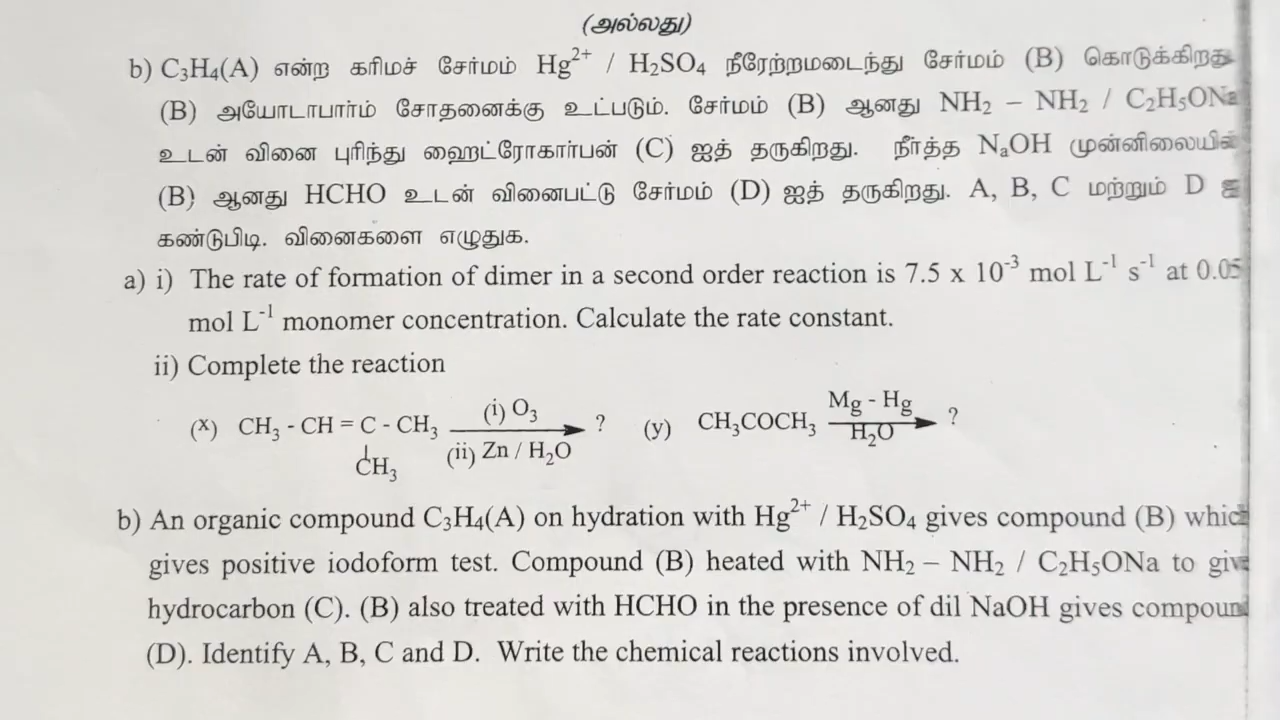 (அல்லது)
b) C₃H₄(A) என்ற கரிமச் சேர்மம் Hg²⁺ / H₂SO₄ நீரேற்றமடைந்து சேர்மம் (B) கொடுக்கிறது
(B) அயோடாபார்ம் சோதனைக்கு உட்படும். சேர்மம் (B) ஆனது NH₂ – NH₂ / C₂H₅ONa
உடன் வினை புரிந்து ஹைட்ரோகார்பன் (C) ஐத் தருகிறது. நீர்த்த NₐOH முன்னிலையில்
(B) ஆனது HCHO உடன் வினைபட்டு சேர்மம் (D) ஐத் தருகிறது. A, B, C மற்றும் D ஐ
கண்டுபிடி. வினைகளை எழுதுக.
a) i) The rate of formation of dimer in a second order reaction is 7.5 x 10⁻³ mol L⁻¹ s⁻¹ at 0.05
mol L⁻¹ monomer concentration. Calculate the rate constant.
ii) Complete the reaction
(x) CH₃ - CH = C - CH₃ (i) O₃ (ii) Zn / H₂O ? (y) CH₃COCH₃ Mg - Hg H₂O ?
CH₃
b) An organic compound C₃H₄(A) on hydration with Hg²⁺ / H₂SO₄ gives compound (B) which
gives positive iodoform test. Compound (B) heated with NH₂ – NH₂ / C₂H₅ONa to give
hydrocarbon (C). (B) also treated with HCHO in the presence of dil NaOH gives compound
(D). Identify A, B, C and D. Write the chemical reactions involved.